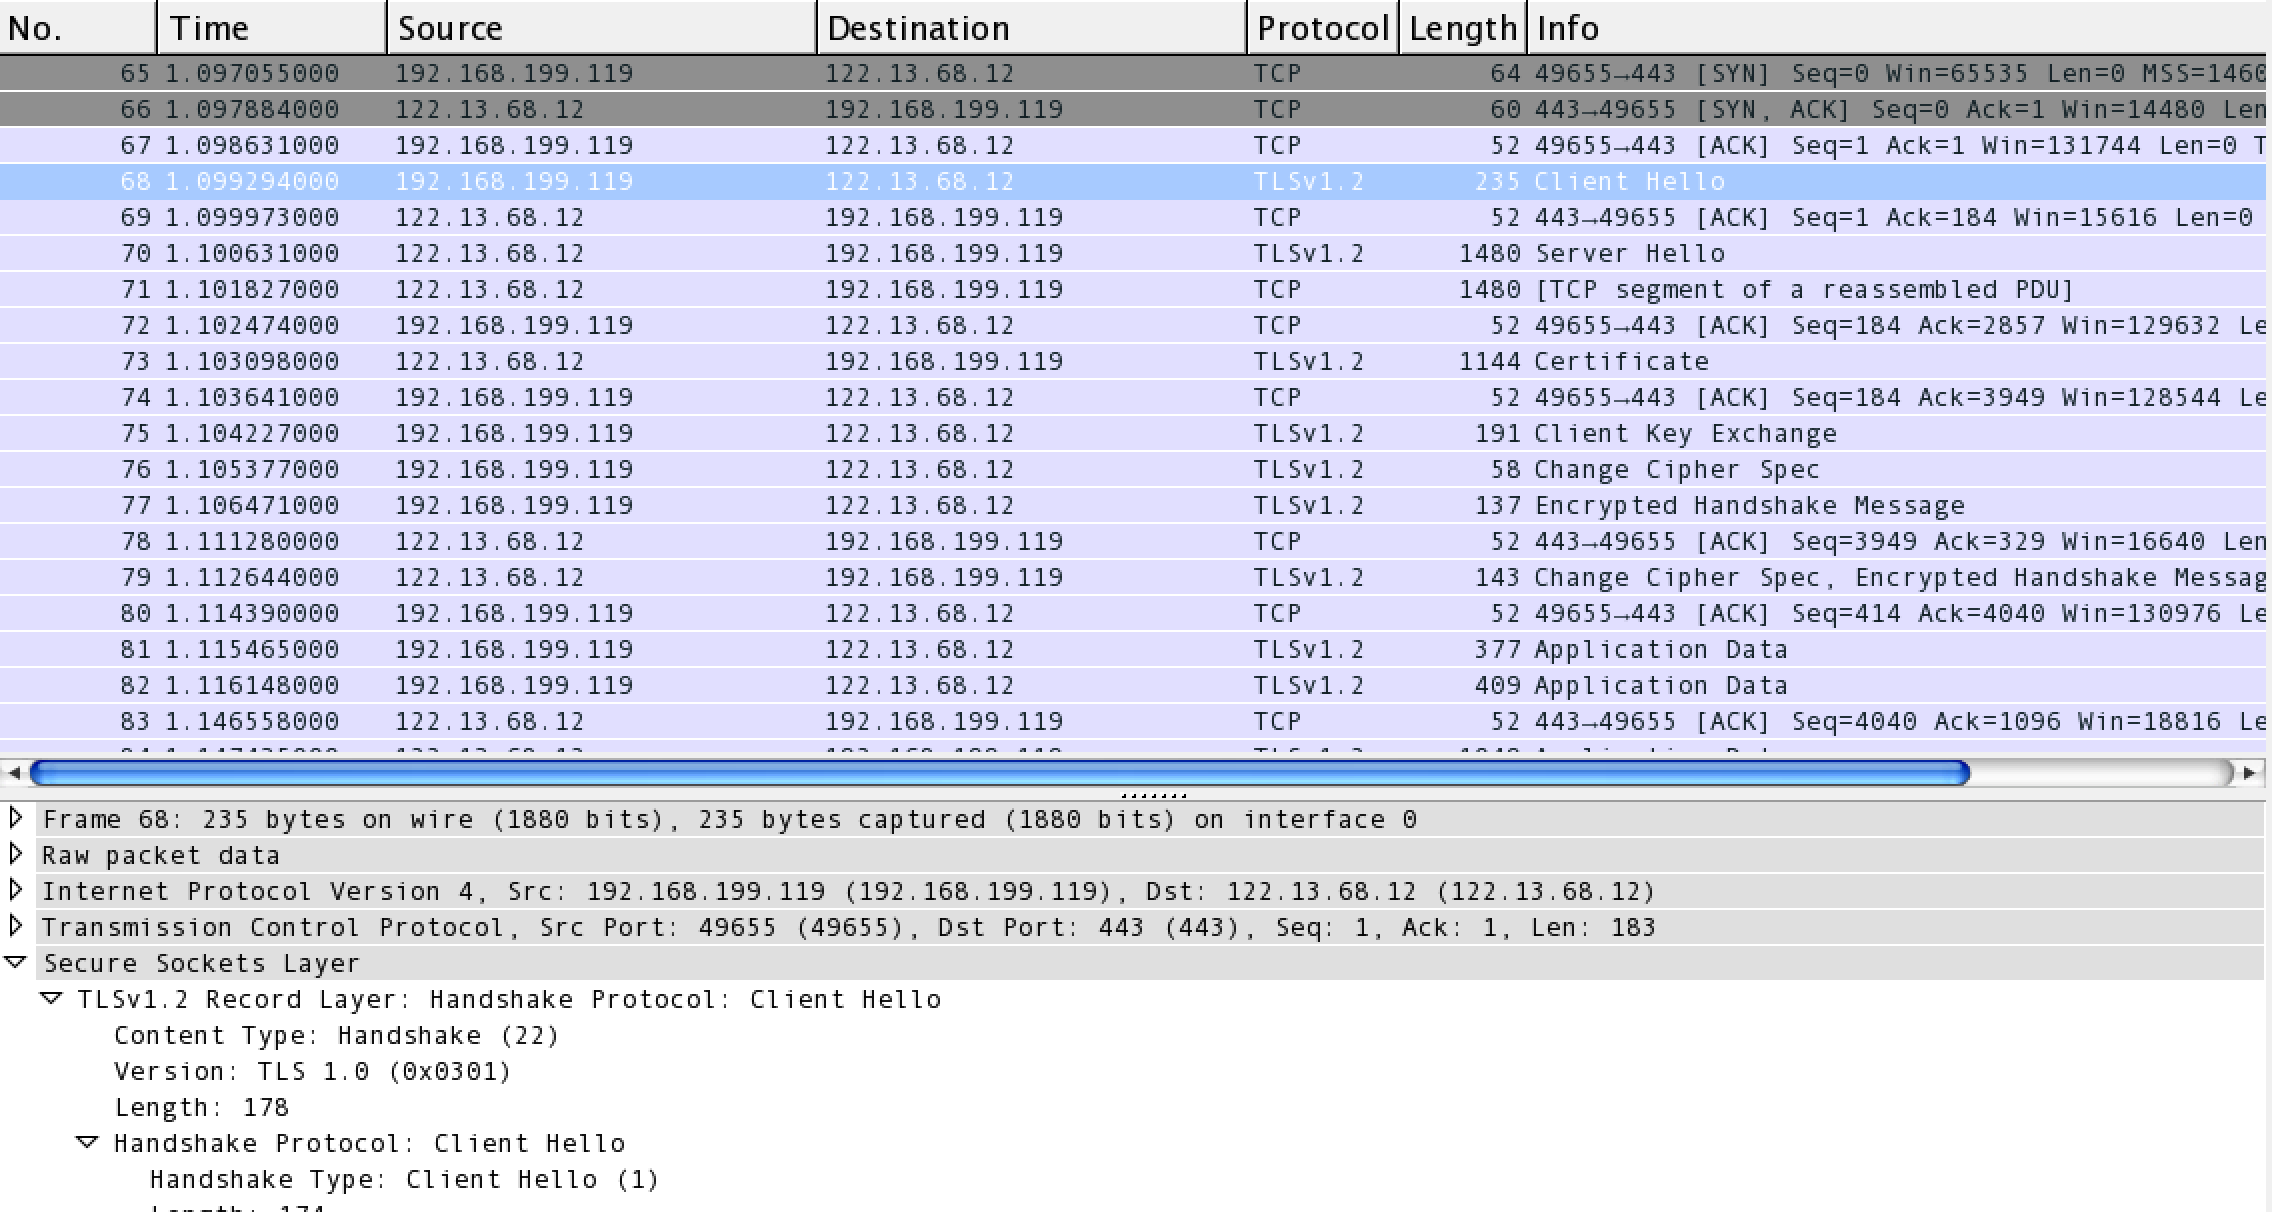 No. Time Source Destination Protocol Length Info
65 1.097055000 192.168.199.119 122.13.68.12 TCP 64 49655→443 [SYN] Seq=0 Win=65535 Len=0 MSS=1460
66 1.097884000 122.13.68.12 192.168.199.119 TCP 60 443→49655 [SYN, ACK] Seq=0 Ack=1 Win=14480 Len
67 1.098631000 192.168.199.119 122.13.68.12 TCP 52 49655→443 [ACK] Seq=1 Ack=1 Win=131744 Len=0 T
68 1.099294000 192.168.199.119 122.13.68.12 TLSv1.2 235 Client Hello
69 1.099973000 122.13.68.12 192.168.199.119 TCP 52 443→49655 [ACK] Seq=1 Ack=184 Win=15616 Len=0
70 1.100631000 122.13.68.12 192.168.199.119 TLSv1.2 1480 Server Hello
71 1.101827000 122.13.68.12 192.168.199.119 TCP 1480 [TCP segment of a reassembled PDU]
72 1.102474000 192.168.199.119 122.13.68.12 TCP 52 49655→443 [ACK] Seq=184 Ack=2857 Win=129632 Le
73 1.103098000 122.13.68.12 192.168.199.119 TLSv1.2 1144 Certificate
74 1.103641000 192.168.199.119 122.13.68.12 TCP 52 49655→443 [ACK] Seq=184 Ack=3949 Win=128544 Le
75 1.104227000 192.168.199.119 122.13.68.12 TLSv1.2 191 Client Key Exchange
76 1.105377000 192.168.199.119 122.13.68.12 TLSv1.2 58 Change Cipher Spec
77 1.106471000 192.168.199.119 122.13.68.12 TLSv1.2 137 Encrypted Handshake Message
78 1.111280000 122.13.68.12 192.168.199.119 TCP 52 443→49655 [ACK] Seq=3949 Ack=329 Win=16640 Len
79 1.112644000 122.13.68.12 192.168.199.119 TLSv1.2 143 Change Cipher Spec, Encrypted Handshake Messag
80 1.114390000 192.168.199.119 122.13.68.12 TCP 52 49655→443 [ACK] Seq=414 Ack=4040 Win=130976 Le
81 1.115465000 192.168.199.119 122.13.68.12 TLSv1.2 377 Application Data
82 1.116148000 192.168.199.119 122.13.68.12 TLSv1.2 409 Application Data
83 1.146558000 122.13.68.12 192.168.199.119 TCP 52 443→49655 [ACK] Seq=4040 Ack=1096 Win=18816 Le
Frame 68: 235 bytes on wire (1880 bits), 235 bytes captured (1880 bits) on interface 0
Raw packet data
Internet Protocol Version 4, Src: 192.168.199.119 (192.168.199.119), Dst: 122.13.68.12 (122.13.68.12)
Transmission Control Protocol, Src Port: 49655 (49655), Dst Port: 443 (443), Seq: 1, Ack: 1, Len: 183
Secure Sockets Layer
TLSv1.2 Record Layer: Handshake Protocol: Client Hello
Content Type: Handshake (22)
Version: TLS 1.0 (0x0301)
Length: 178
Handshake Protocol: Client Hello
Handshake Type: Client Hello (1)
Length: 174